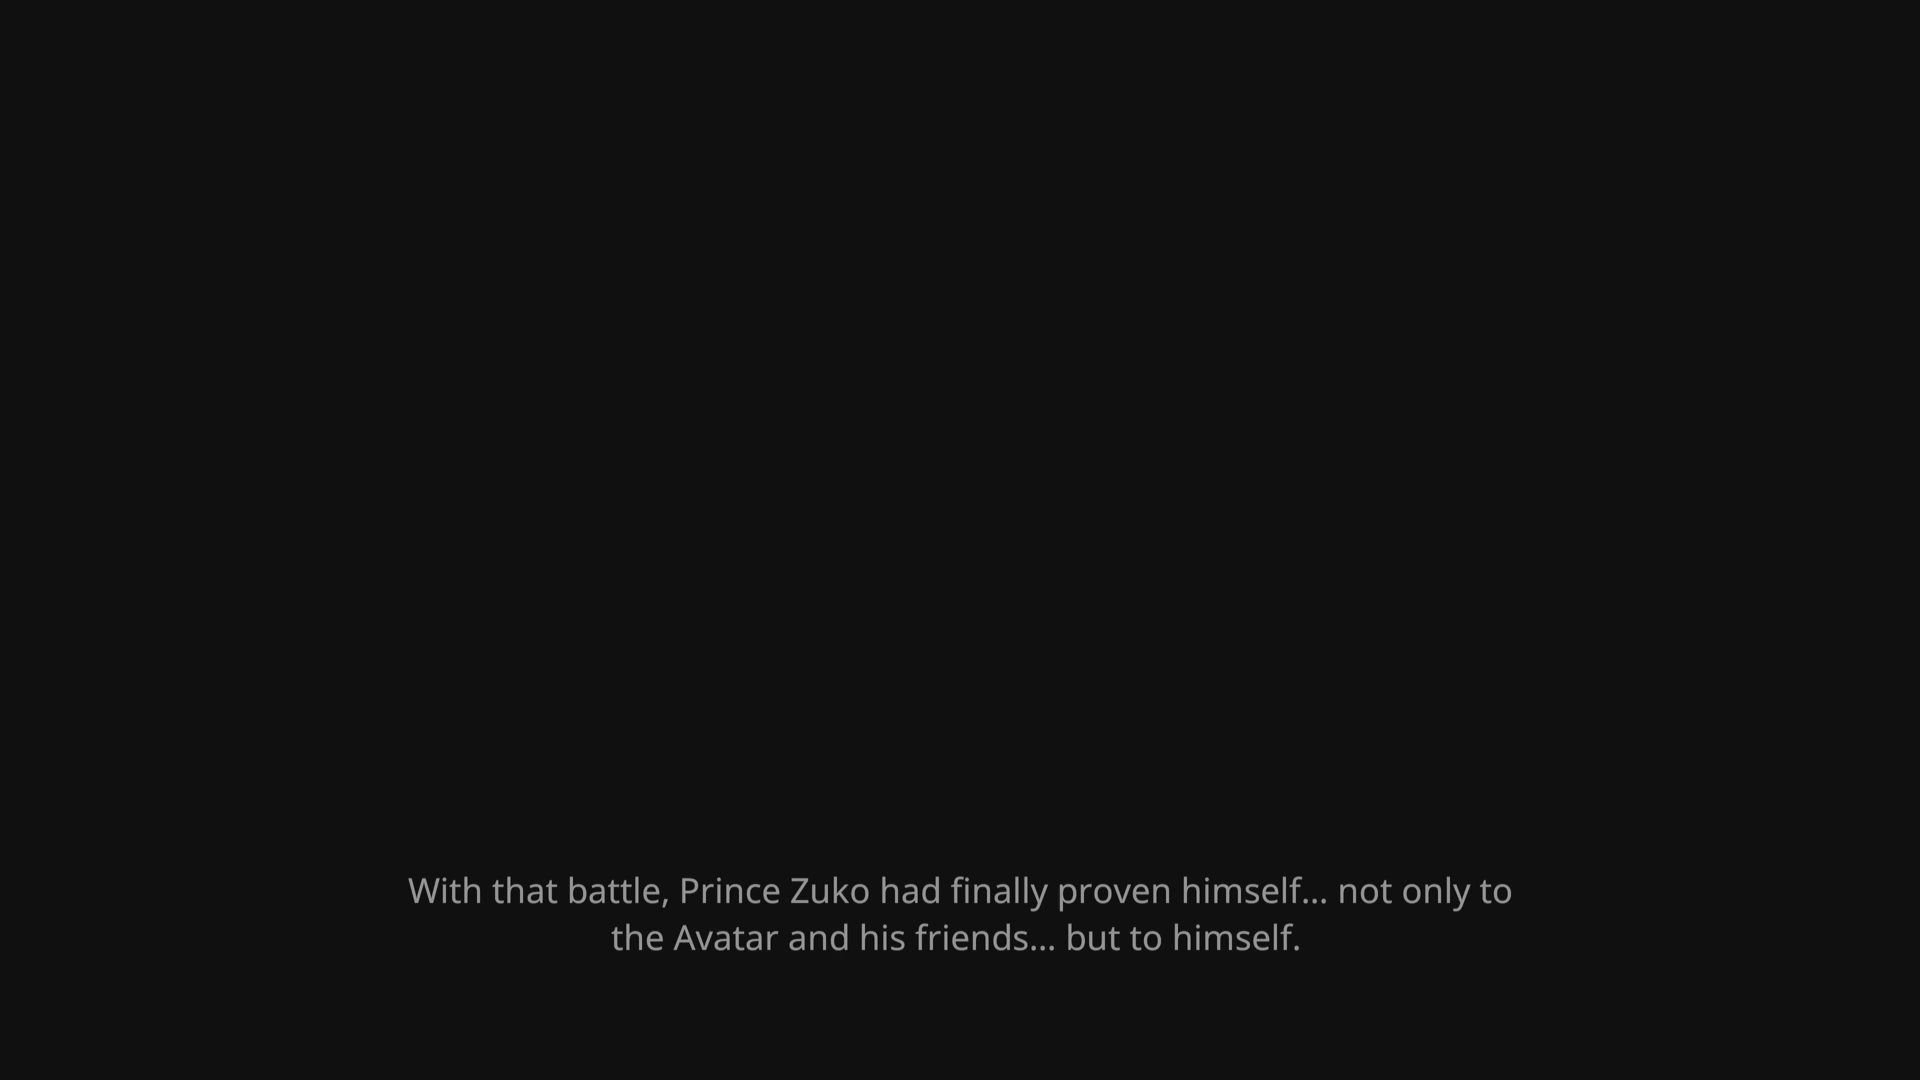 With that battle, Prince Zuko had finally proven himself... not only to
the Avatar and his friends... but to himself.